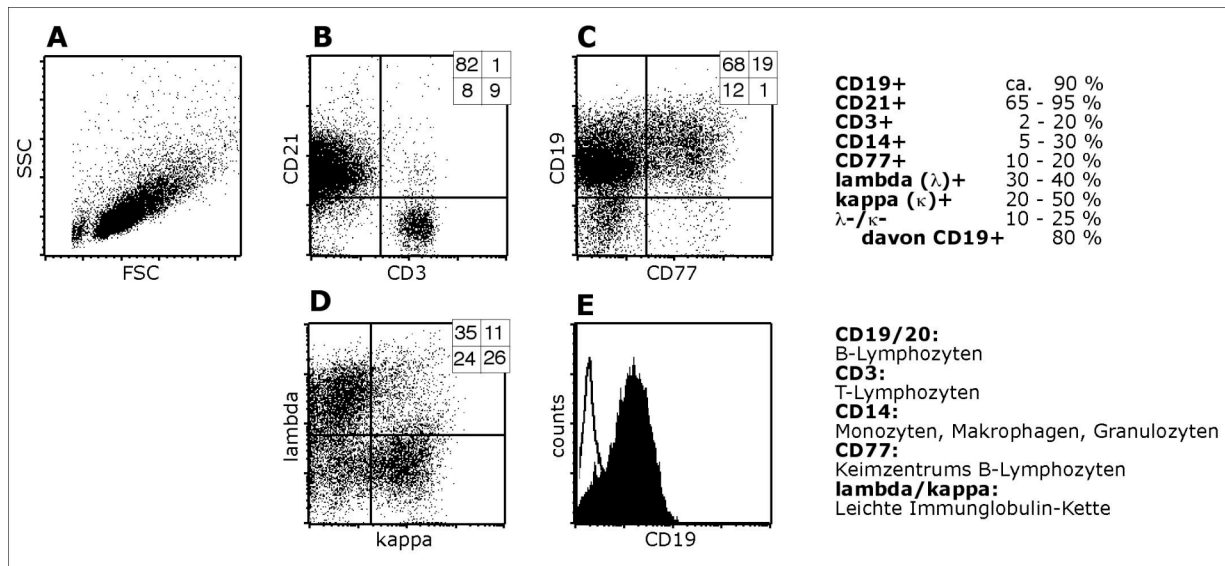 A
B
C
82 1
8 9
68 19
12 1
SSC
CD21
CD19
FSC
CD3
CD77
CD19+ ca. 90 %
CD21+ 65 - 95 %
CD3+ 2 - 20 %
CD14+ 5 - 30 %
CD77+ 10 - 20 %
lambda (λ)+ 30 - 40 %
kappa (κ)+ 20 - 50 %
λ-/κ- 10 - 25 %
davon CD19+ 80 %
D
E
35 11
24 26
lambda
counts
kappa
CD19
CD19/20:
B-Lymphozyten
CD3:
T-Lymphozyten
CD14:
Monozyten, Makrophagen, Granulozyten
CD77:
Keimzentrums B-Lymphozyten
lambda/kappa:
Leichte Immunglobulin-Kette